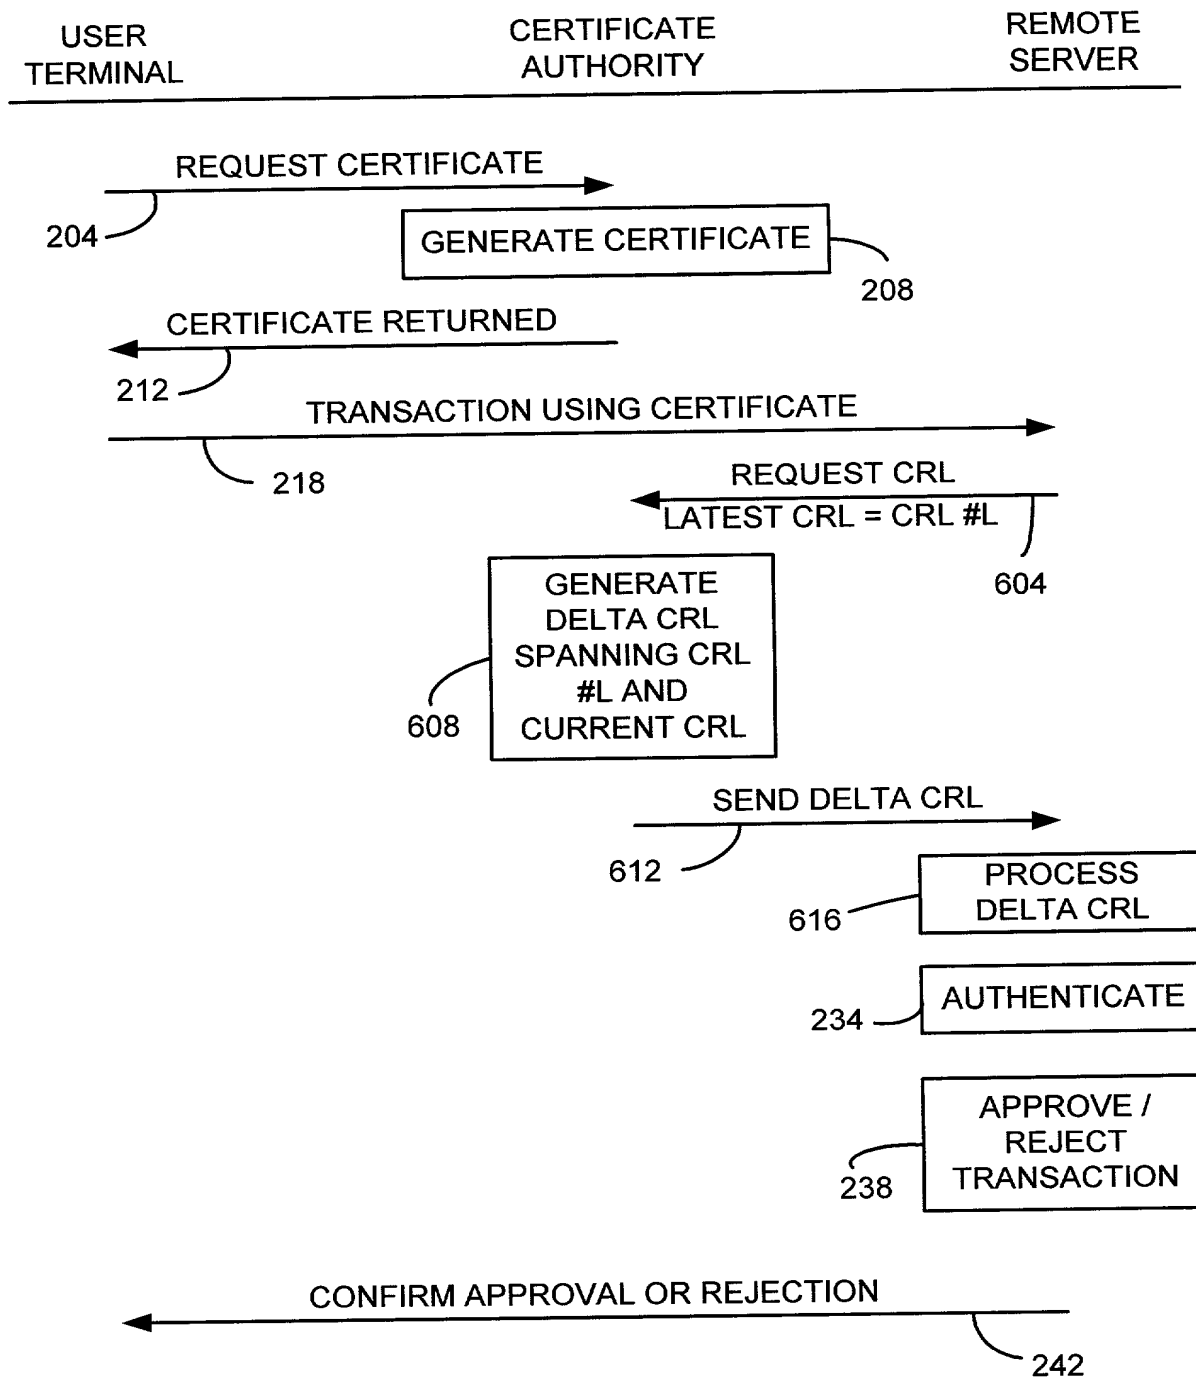 USER
TERMINAL
CERTIFICATE
AUTHORITY
REMOTE
SERVER
REQUEST CERTIFICATE
204
GENERATE CERTIFICATE
208
CERTIFICATE RETURNED
212
TRANSACTION USING CERTIFICATE
218
REQUEST CRL
LATEST CRL = CRL #L
604
GENERATE
DELTA CRL
SPANNING CRL
#L AND
CURRENT CRL
608
SEND DELTA CRL
612
PROCESS
DELTA CRL
616
AUTHENTICATE
234
APPROVE /
REJECT
TRANSACTION
238
CONFIRM APPROVAL OR REJECTION
242